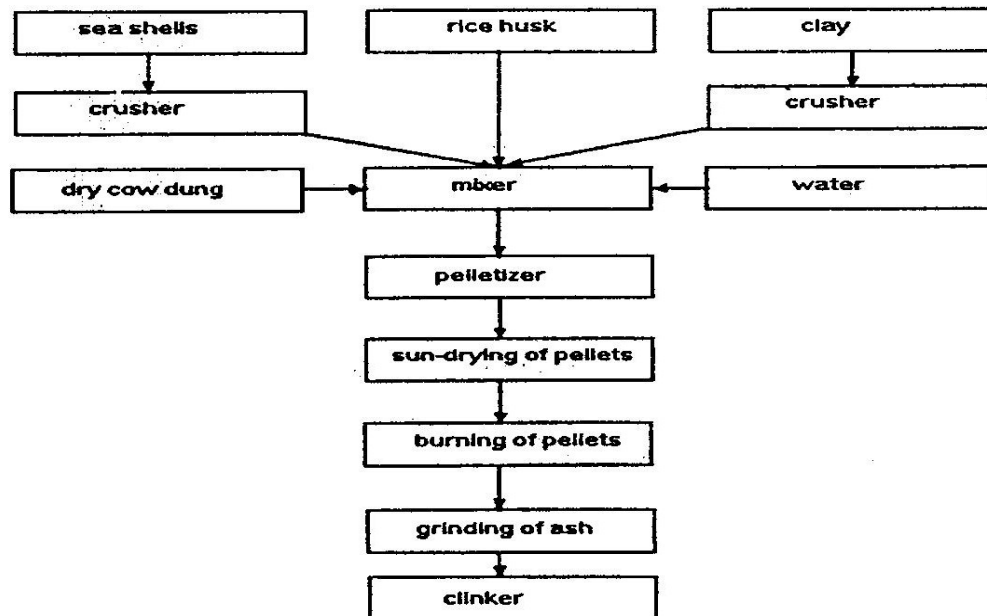 sea shells
rice husk
clay
crusher
crusher
dry cow dung
mixer
water
pelletizer
sun-drying of pellets
burning of pellets
grinding of ash
clinker